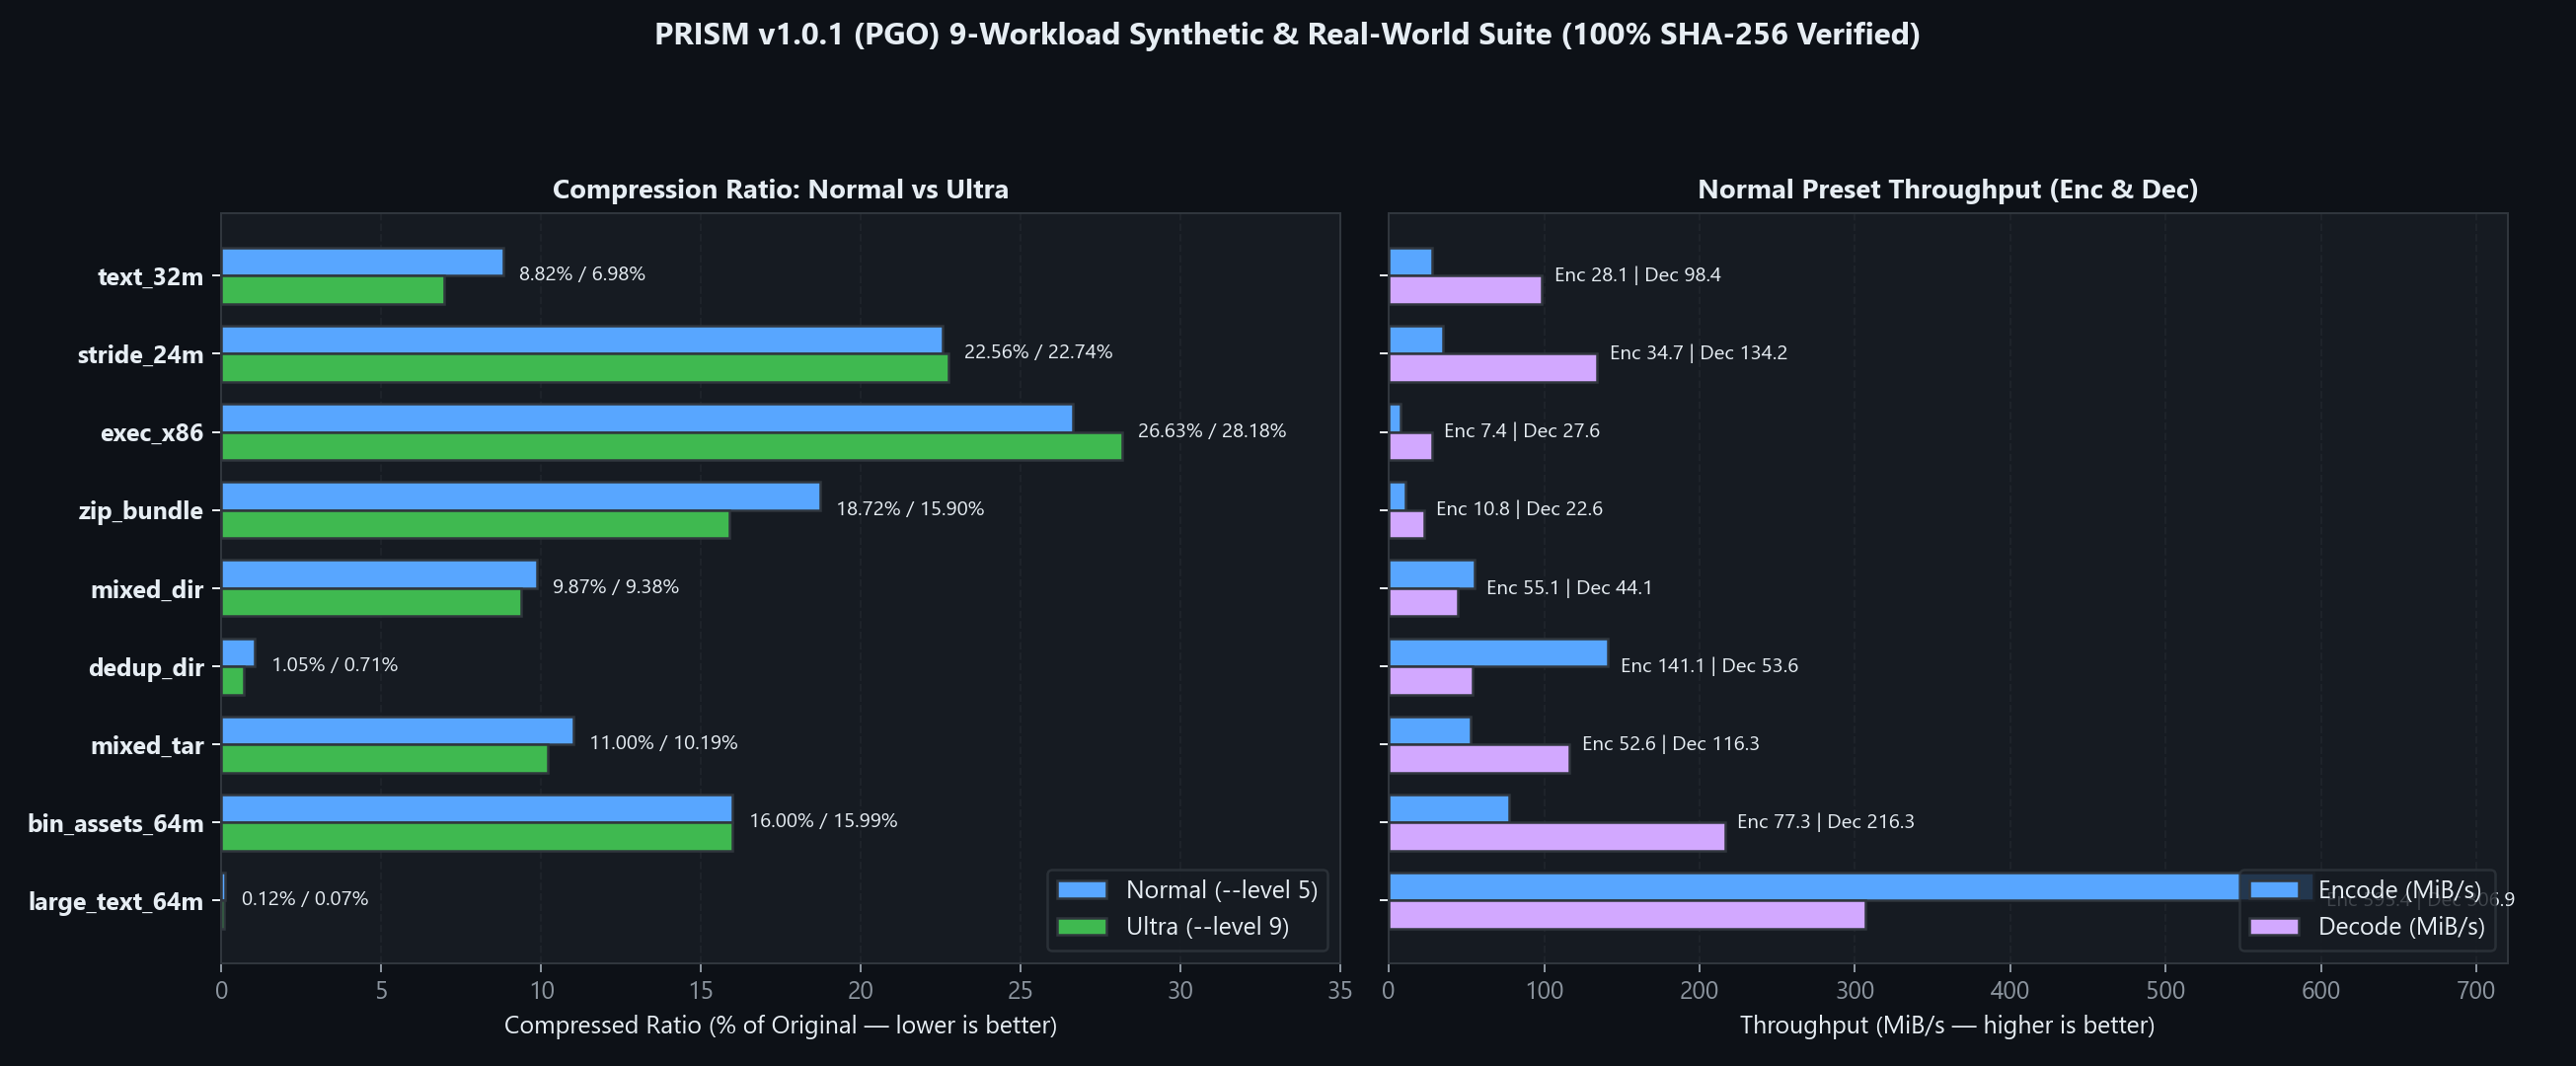 PRISM v1.0.1 (PGO) 9-Workload Synthetic & Real-World Suite (100% SHA-256 Verified)
Compression Ratio: Normal vs Ultra
text_32m
8.82% / 6.98%
stride_24m
22.56% / 22.74%
exec_x86
26.63% / 28.18%
zip_bundle
18.72% / 15.90%
mixed_dir
9.87% / 9.38%
dedup_dir
1.05% / 0.71%
mixed_tar
11.00% / 10.19%
bin_assets_64m
16.00% / 15.99%
large_text_64m
0.12% / 0.07%
Normal (--level 5)
Ultra (--level 9)
0 5 10 15 20 25 30 35
Compressed Ratio (% of Original — lower is better)
Normal Preset Throughput (Enc & Dec)
Enc 28.1 | Dec 98.4
Enc 34.7 | Dec 134.2
Enc 7.4 | Dec 27.6
Enc 10.8 | Dec 22.6
Enc 55.1 | Dec 44.1
Enc 141.1 | Dec 53.6
Enc 52.6 | Dec 116.3
Enc 77.3 | Dec 216.3
Encode (MiB/s)
Decode (MiB/s)
0 100 200 300 400 500 600 700
Throughput (MiB/s — higher is better)